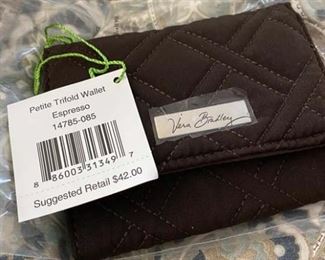 Petite Trifold Wallet
Espresso
14785-085
8 86003 31349 7
Suggested Retail $42.00
Vera Bradley